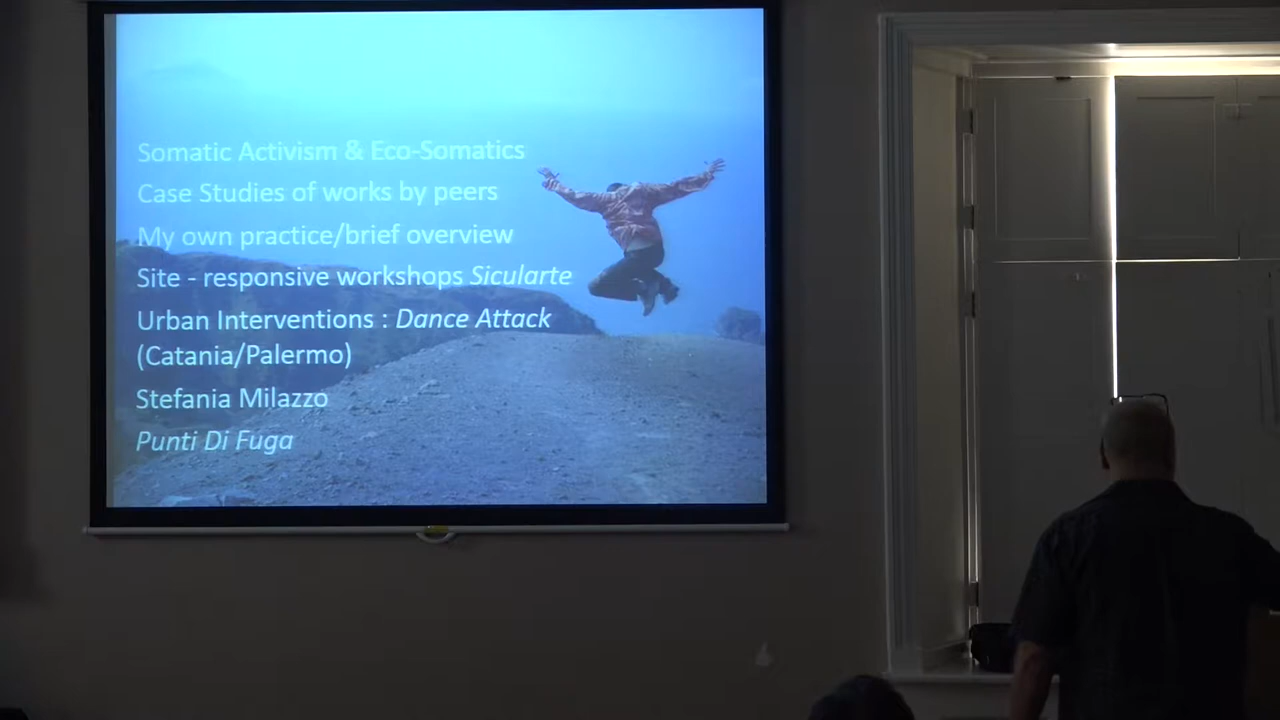 Somatic Activism & Eco-Somatics
Case Studies of works by peers
My own practice/brief overview
Site - responsive workshops Sicularte
Urban Interventions : Dance Attack
(Catania/Palermo)
Stefania Milazzo
Punti Di Fuga